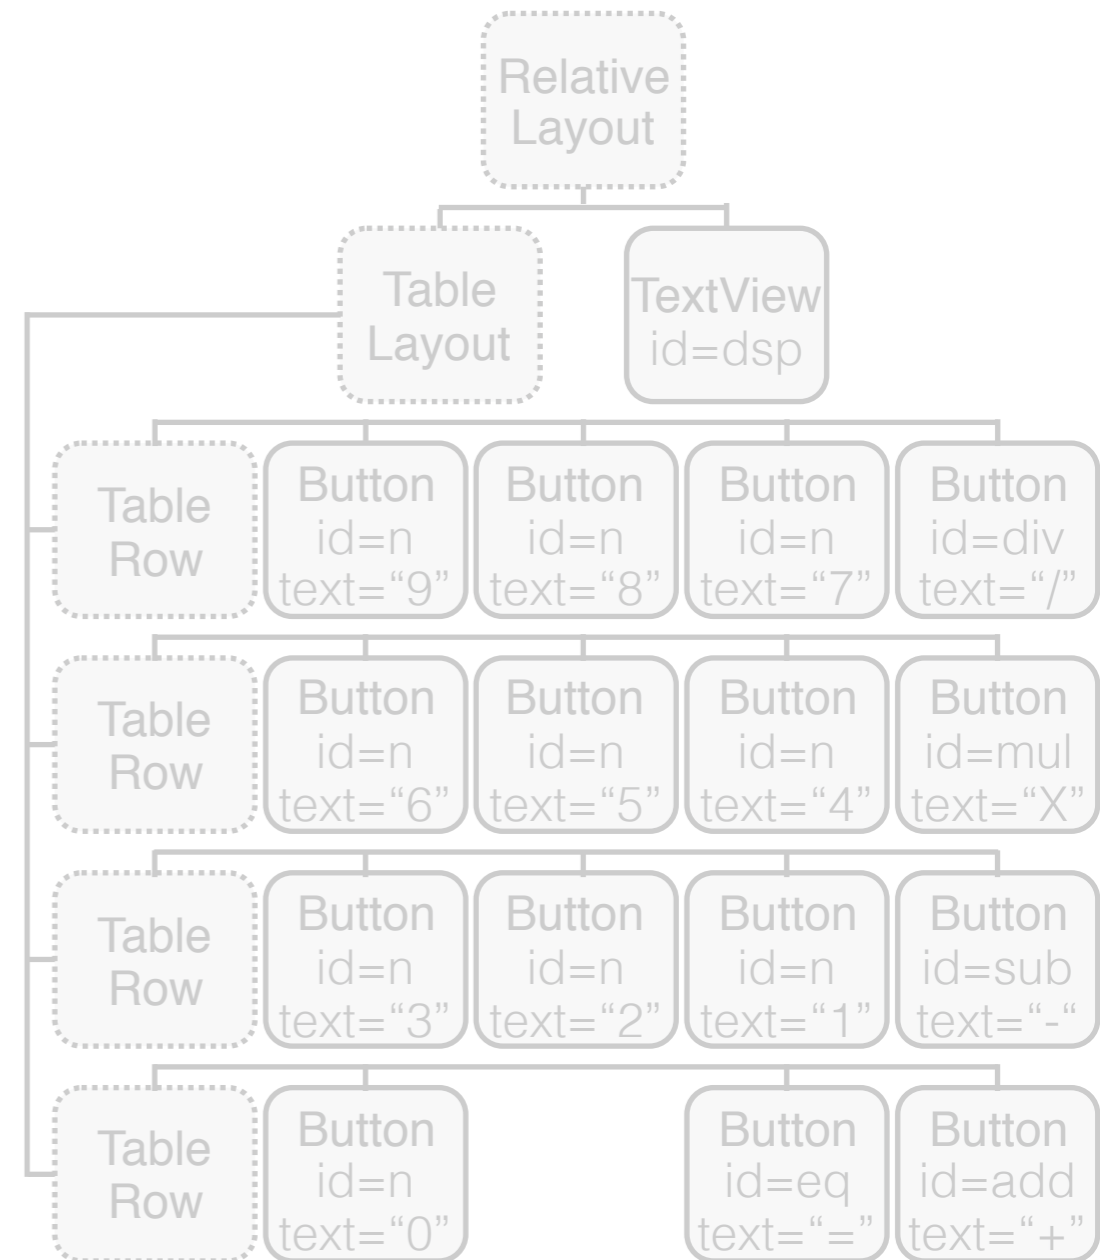 Relative
Layout
Table
Layout
TextView
id=dsp
Table
Row
Button
id=n
text=“9”
Button
id=n
text=“8”
Button
id=n
text=“7”
Button
id=div
text=“/”
Table
Row
Button
id=n
text=“6”
Button
id=n
text=“5”
Button
id=n
text=“4”
Button
id=mul
text=“X”
Table
Row
Button
id=n
text=“3”
Button
id=n
text=“2”
Button
id=n
text=“1”
Button
id=sub
text=“-“
Table
Row
Button
id=n
text=“0”
Button
id=eq
text=“=”
Button
id=add
text=“+”